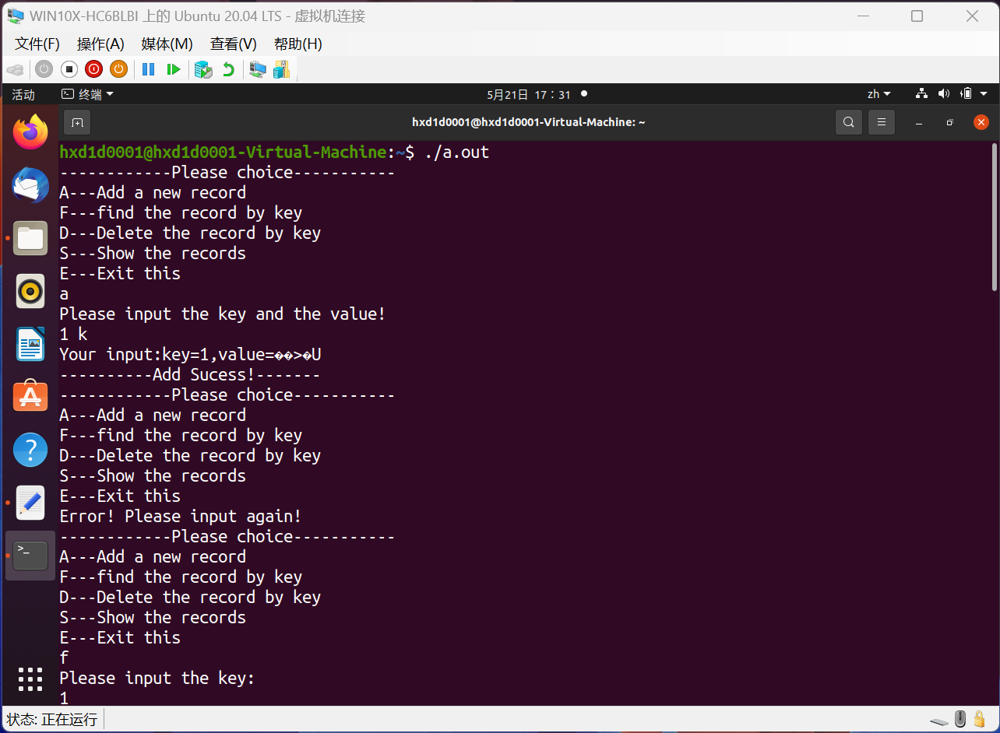 WIN10X-HC6BLBI 上的 Ubuntu 20.04 LTS - 虚拟机连接
文件(F) 操作(A) 媒体(M) 查看(V) 帮助(H)
活动 终端 5月21日 17:31 zh
hxd1d0001@hxd1d0001-Virtual-Machine: ~
hxd1d0001@hxd1d0001-Virtual-Machine:~$ ./a.out
------------Please choice-----------
A---Add a new record
F---find the record by key
D---Delete the record by key
S---Show the records
E---Exit this
a
Please input the key and the value!
1 k
Your input:key=1,value=��>�U
----------Add Sucess!-------
------------Please choice-----------
A---Add a new record
F---find the record by key
D---Delete the record by key
S---Show the records
E---Exit this
Error! Please input again!
------------Please choice-----------
A---Add a new record
F---find the record by key
D---Delete the record by key
S---Show the records
E---Exit this
f
Please input the key:
1
状态: 正在运行